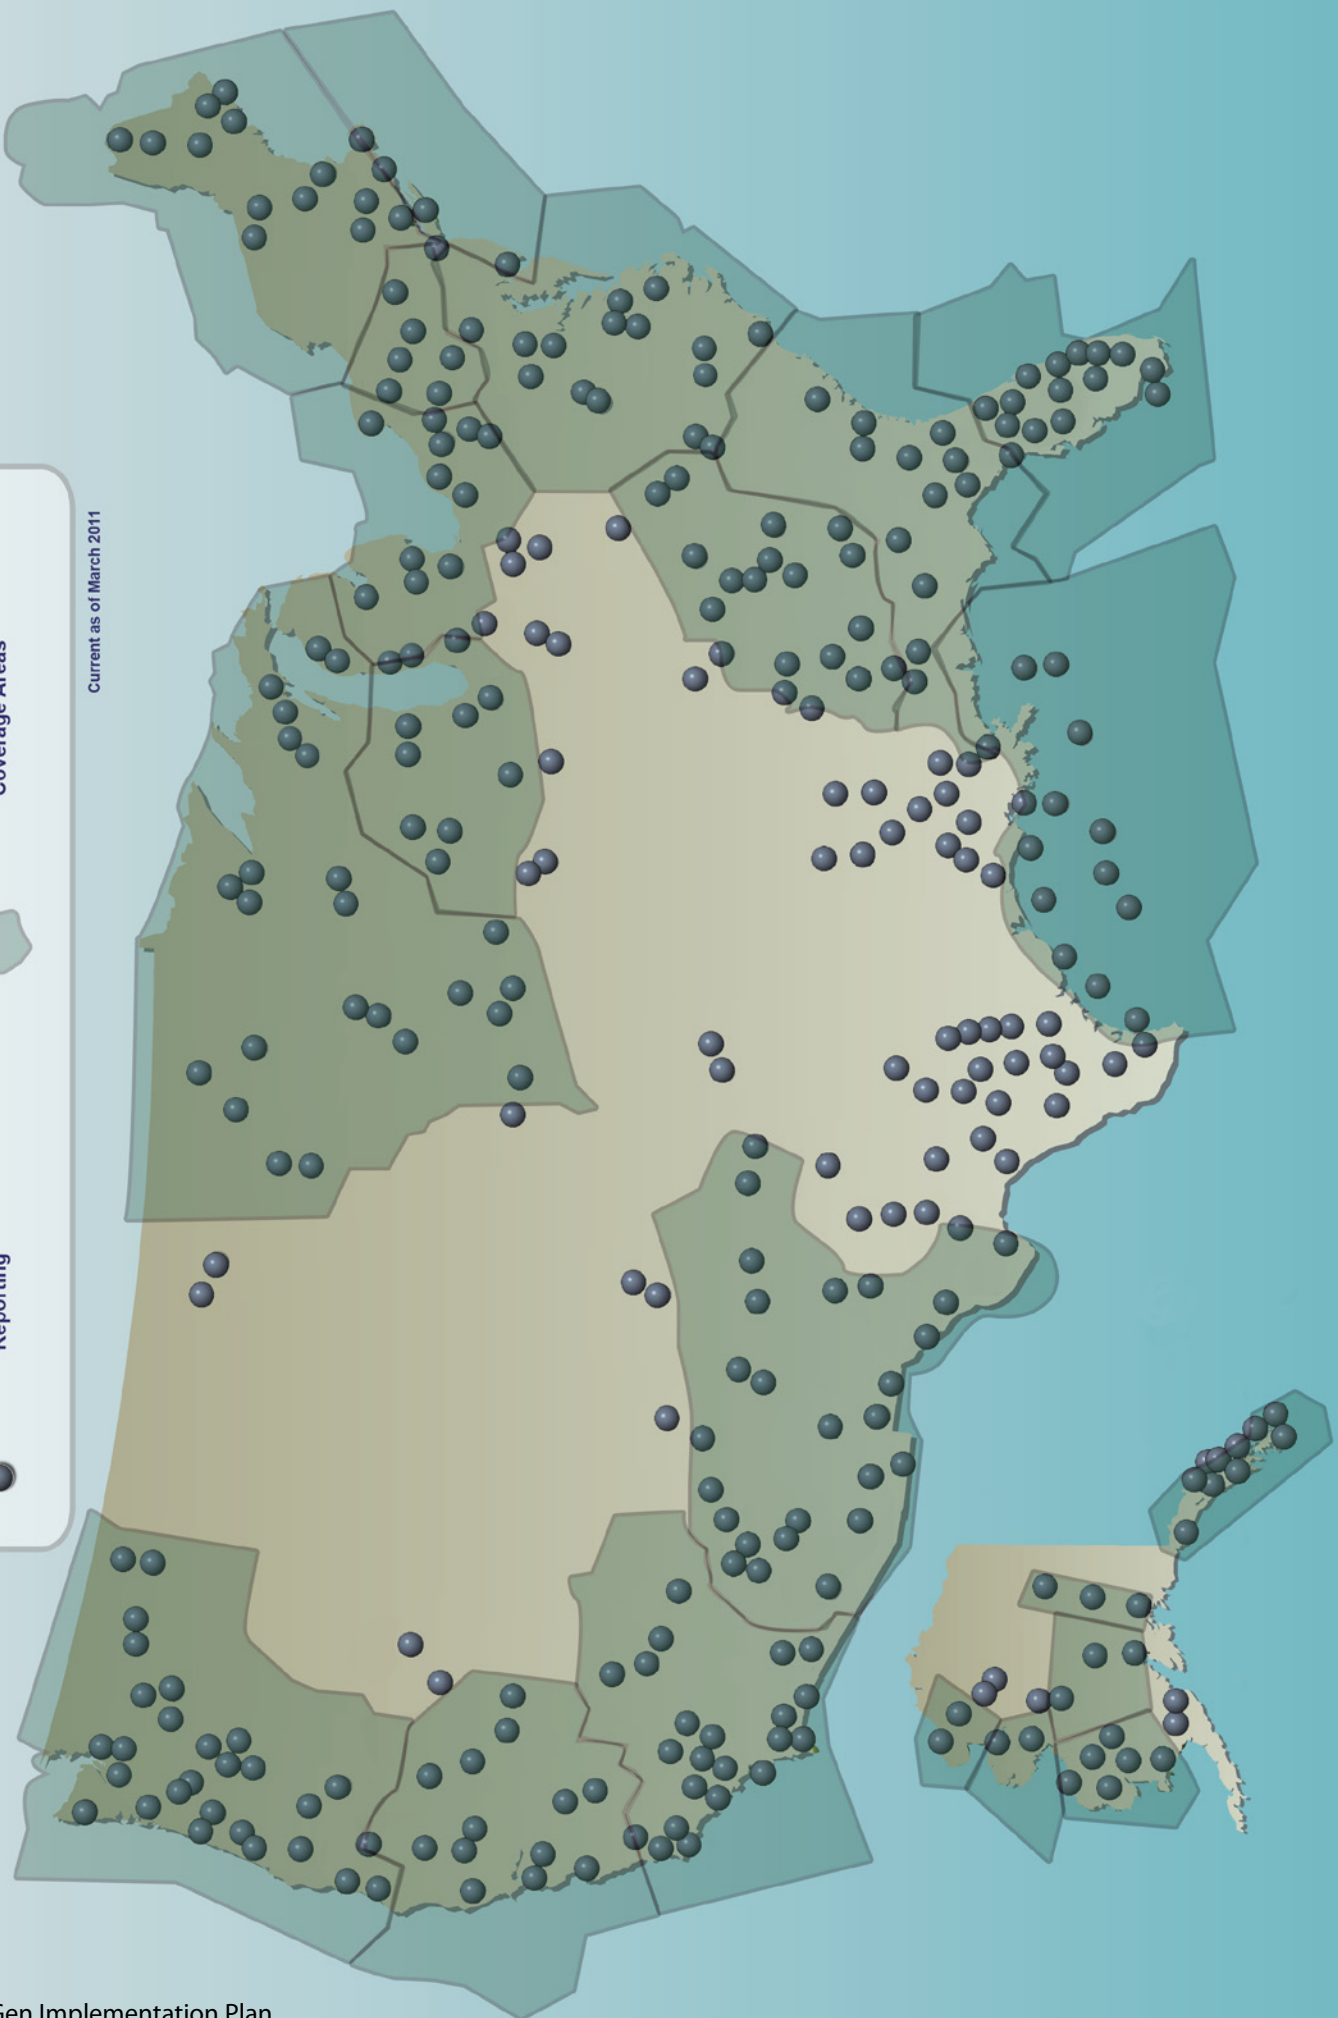 Current as of March 2011
Coverage Areas
Reporting
Gen Implementation Plan